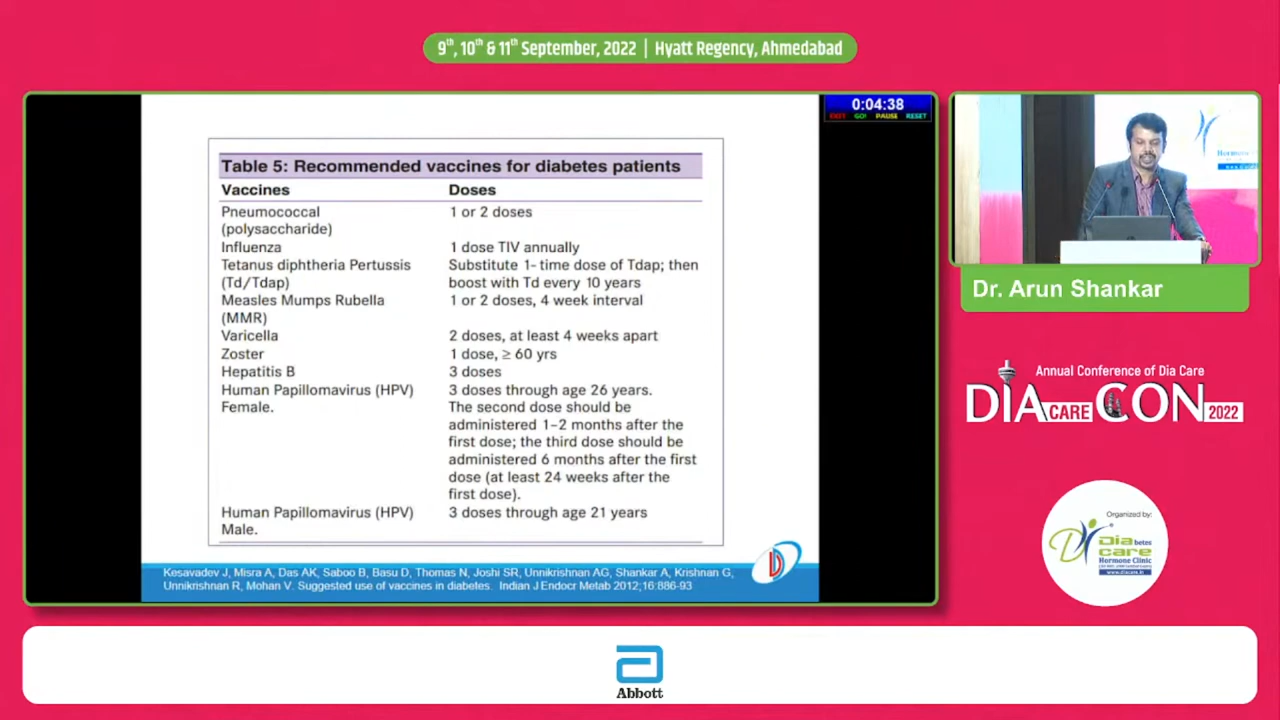 9th, 10th & 11th September, 2022 | Hyatt Regency, Ahmedabad
0:04:38
EXIT GO! PAUSE RESET
Table 5: Recommended vaccines for diabetes patients
Vaccines Doses
Pneumococcal 1 or 2 doses
(polysaccharide)
Influenza 1 dose TIV annually
Tetanus diphtheria Pertussis Substitute 1- time dose of Tdap; then
(Td/Tdap) boost with Td every 10 years
Measles Mumps Rubella 1 or 2 doses, 4 week interval
(MMR)
Varicella 2 doses, at least 4 weeks apart
Zoster 1 dose, ≥ 60 yrs
Hepatitis B 3 doses
Human Papillomavirus (HPV) 3 doses through age 26 years.
Female. The second dose should be
administered 1–2 months after the
first dose; the third dose should be
administered 6 months after the first
dose (at least 24 weeks after the
first dose).
Human Papillomavirus (HPV) 3 doses through age 21 years
Male.
Kesavadev J, Misra A, Das AK, Saboo B, Basu D, Thomas N, Joshi SR, Unnikrishnan AG, Shankar A, Krishnan G,
Unnikrishnan R, Mohan V. Suggested use of vaccines in diabetes. Indian J Endocr Metab 2012;16:886-93
Hormone
Dr. Arun Shankar
Annual Conference of Dia Care
DIA CARE CON 2022
Organized by:
Diabetes
care
Hormone Clinic
www.diacare.in
Abbott